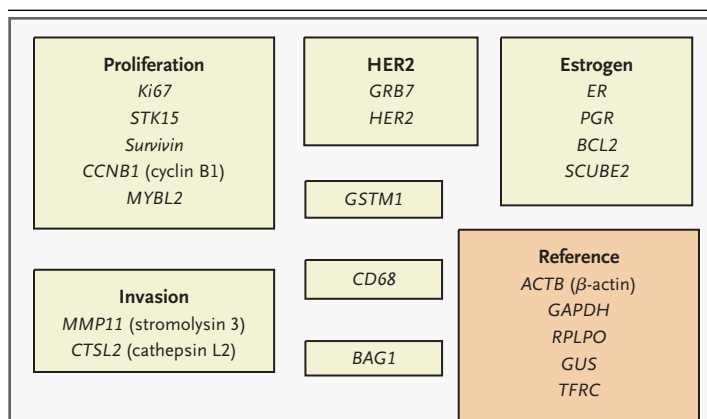 Proliferation
Ki67
STK15
Survivin
CCNB1 (cyclin B1)
MYBL2
HER2
GRB7
HER2
Estrogen
ER
PGR
BCL2
SCUBE2
GSTM1
Invasion
MMP11 (stromolysin 3)
CTSL2 (cathepsin L2)
CD68
BAG1
Reference
ACTB (β-actin)
GAPDH
RPLPO
GUS
TFRC